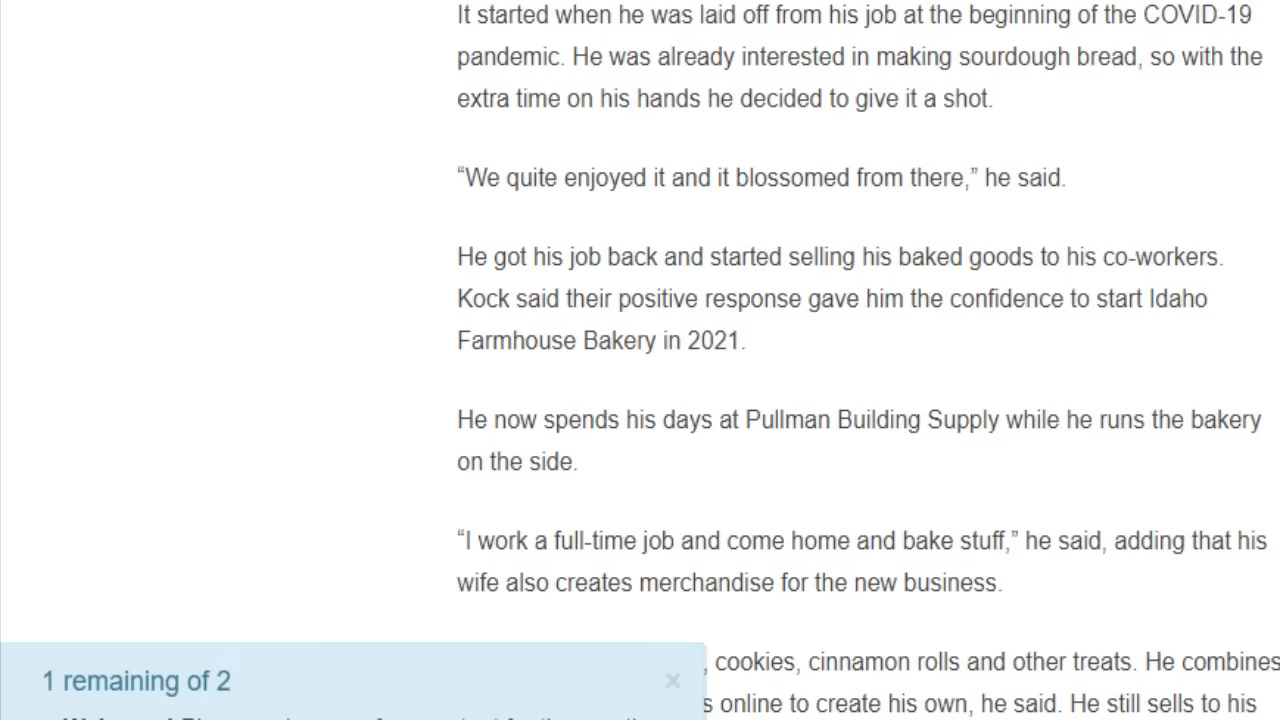 It started when he was laid off from his job at the beginning of the COVID-19
pandemic. He was already interested in making sourdough bread, so with the
extra time on his hands he decided to give it a shot.
“We quite enjoyed it and it blossomed from there,” he said.
He got his job back and started selling his baked goods to his co-workers.
Kock said their positive response gave him the confidence to start Idaho
Farmhouse Bakery in 2021.
He now spends his days at Pullman Building Supply while he runs the bakery
on the side.
“I work a full-time job and come home and bake stuff,” he said, adding that his
wife also creates merchandise for the new business.
, cookies, cinnamon rolls and other treats. He combines
1 remaining of 2 ×
s online to create his own, he said. He still sells to his